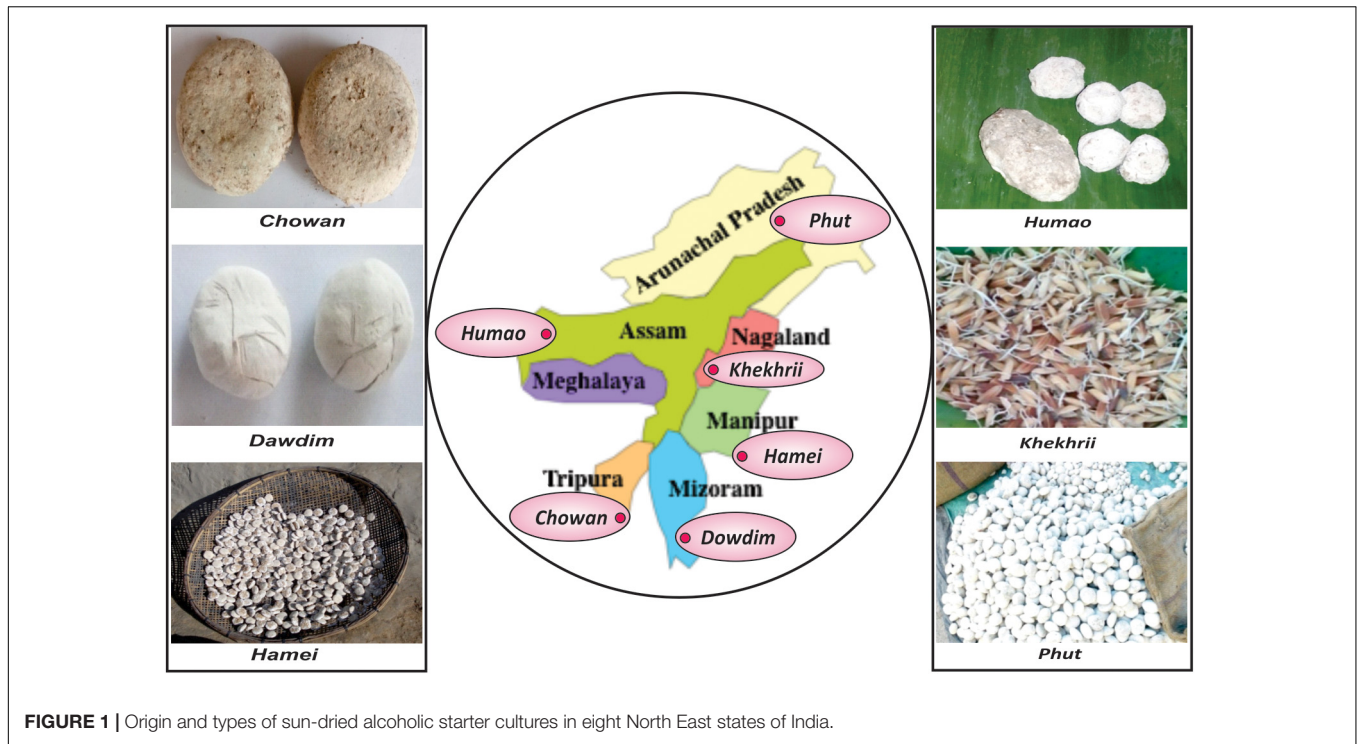 Chowan
Dawdim
Hamei
Arunachal Pradesh
Phut
Humao
Assam
Nagaland
Khekhrii
Meghalaya
Manipur
Hamei
Tripura
Mizoram
Chowan
Dowdim
Humao
Khekhrii
Phut
FIGURE 1 | Origin and types of sun-dried alcoholic starter cultures in eight North East states of India.